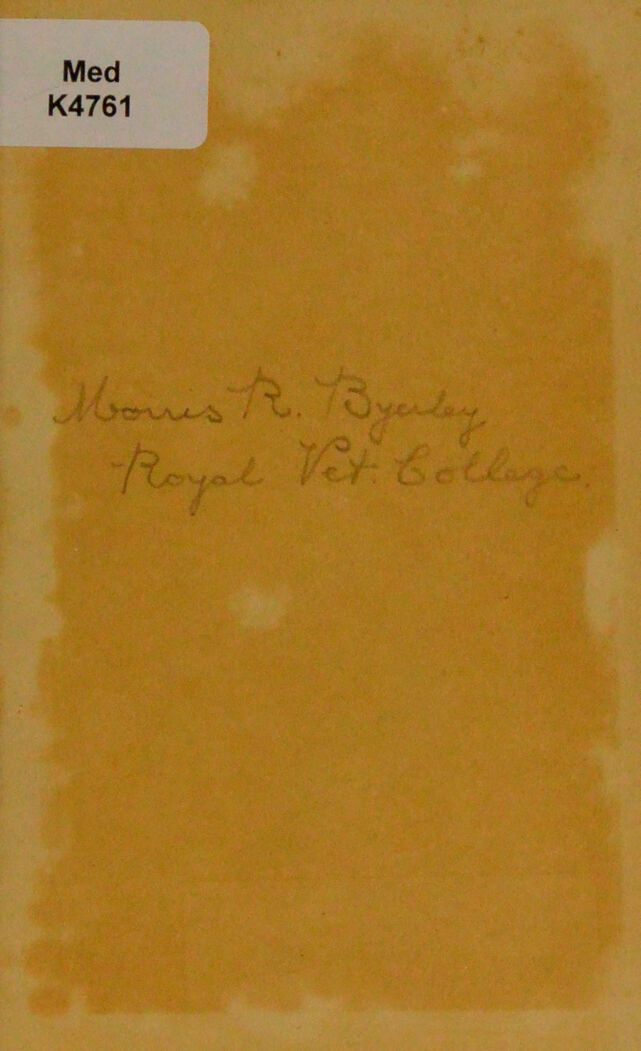 Med
K4761
Morris R. Byerley
Royal Vet. College.